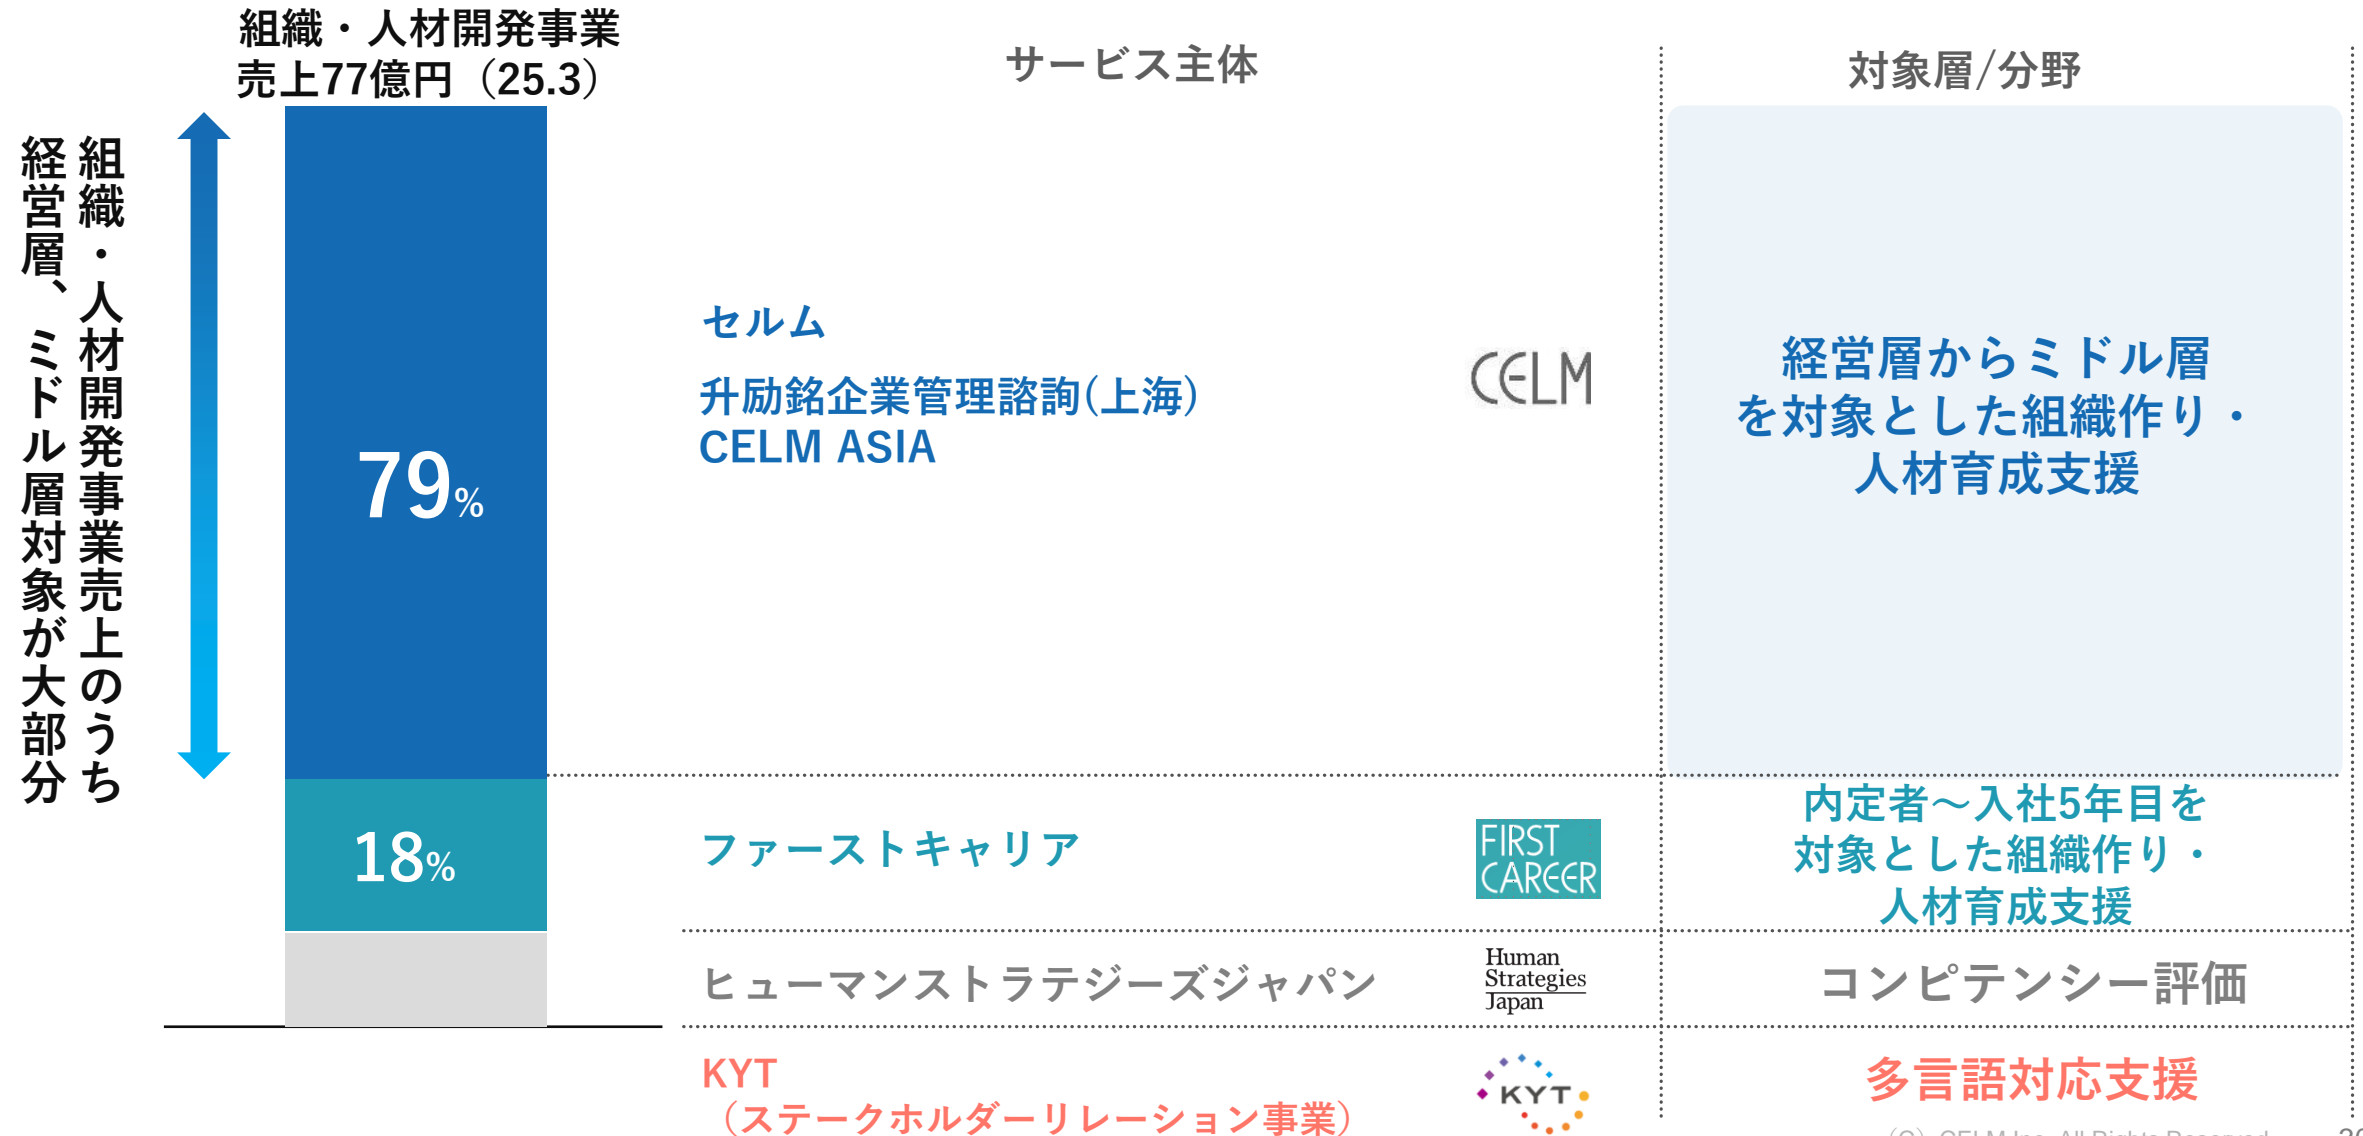 組織・人材開発事業
売上77億円（25.3）
サービス主体
対象層/分野
組織・人材開発事業売上のうち
経営層、ミドル層対象が大部分
79%
セルム
升励銘企業管理諮詢(上海)
CELM ASIA
CELM
経営層からミドル層
を対象とした組織作り・
人材育成支援
18%
ファーストキャリア
FIRST
CAREER
内定者～入社5年目を
対象とした組織作り・
人材育成支援
ヒューマンストラテジーズジャパン
Human
Strategies
Japan
コンピテンシー評価
KYT
（ステークホルダーリレーション事業）
KYT
多言語対応支援
(C) CELM Inc. All Rights Reserved